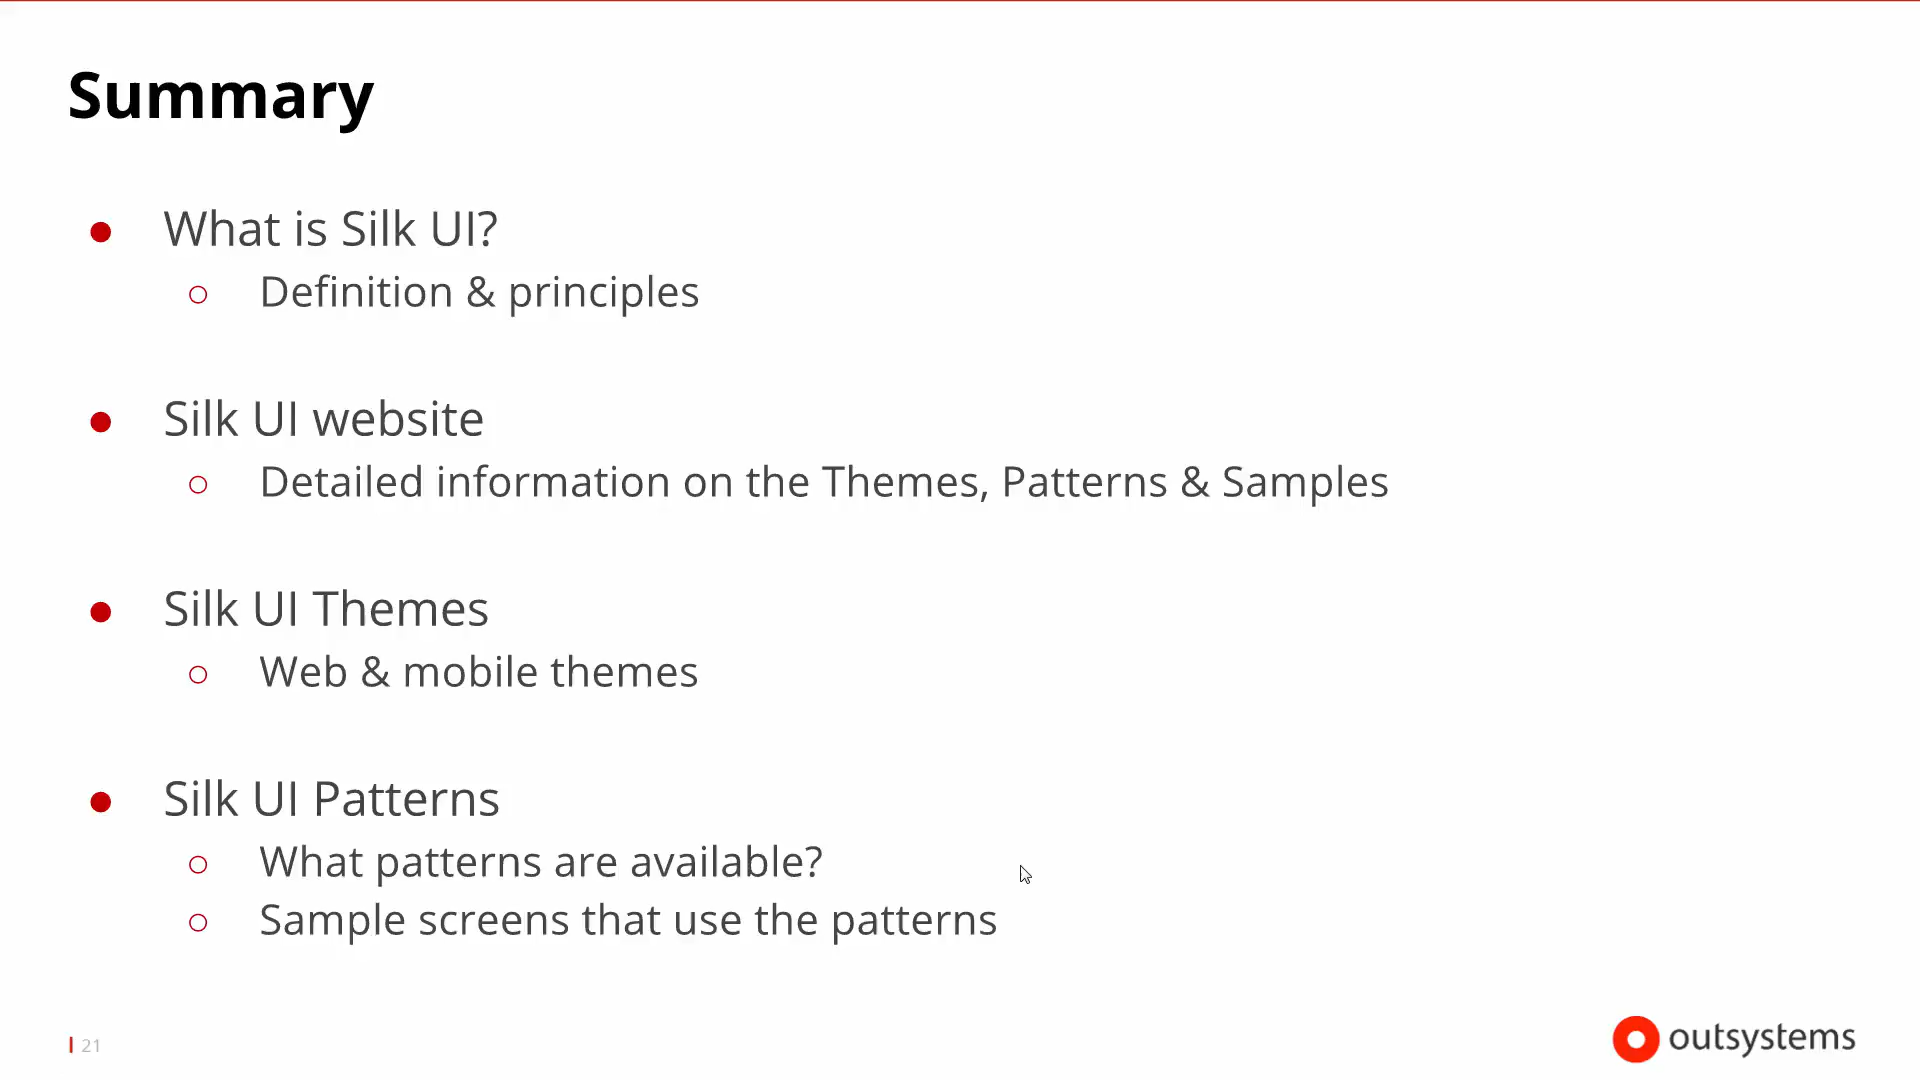 Summary
● What is Silk UI?
○ Definition & principles
● Silk UI website
○ Detailed information on the Themes, Patterns & Samples
● Silk UI Themes
○ Web & mobile themes
● Silk UI Patterns
○ What patterns are available?
○ Sample screens that use the patterns
21
outsystems